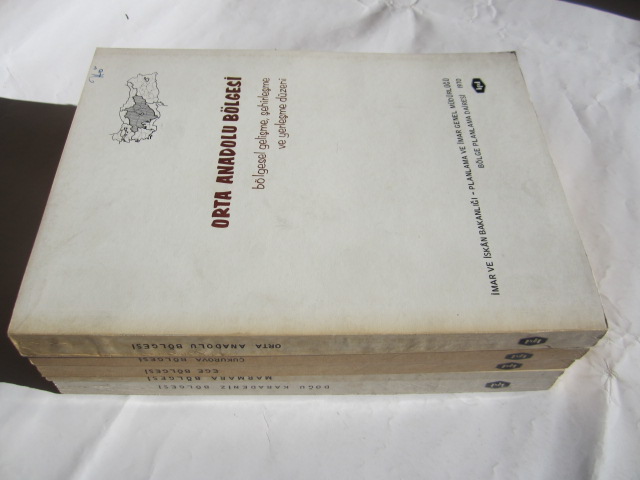 ORTA ANADOLU BÖLGESİ
bölgesel gelişme, şehirleşme
ve yerleşme düzeni
İMAR VE İSKÂN BAKANLIĞI - PLANLAMA VE İMAR GENEL MÜDÜRLÜĞÜ
BÖLGE PLANLAMA DAİRESİ 1970
ORTA ANADOLU BÖLGESİ
ÇUKUROVA BÖLGESİ
EGE BÖLGESİ
MARMARA BÖLGESİ
DOĞU KARADENİZ BÖLGESİ